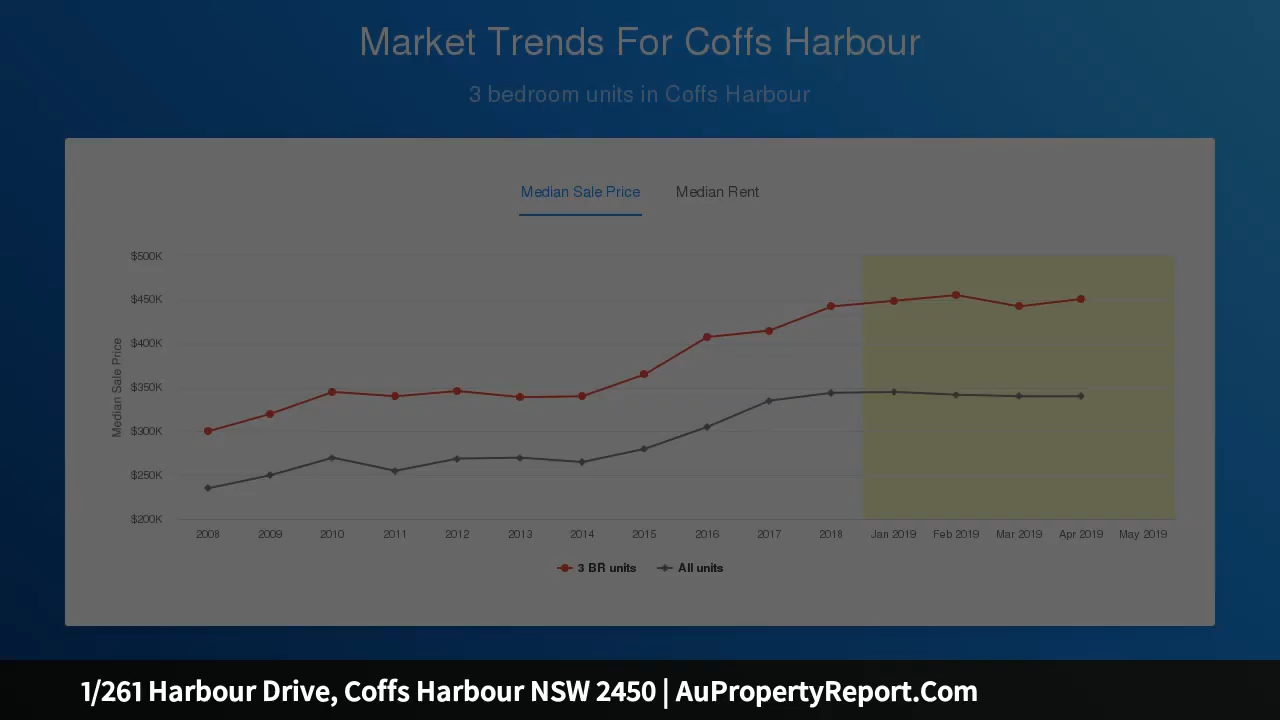 Market Trends For Coffs Harbour
3 bedroom units in Coffs Harbour
Median Sale Price Median Rent
$500K
$450K
$400K
$350K
$300K
$250K
$200K
Median Sale Price
2008 2009 2010 2011 2012 2013 2014 2015 2016 2017 2018 Jan 2019 Feb 2019 Mar 2019 Apr 2019 May 2019
3 BR units All units
1/261 Harbour Drive, Coffs Harbour NSW 2450 | AuPropertyReport.Com